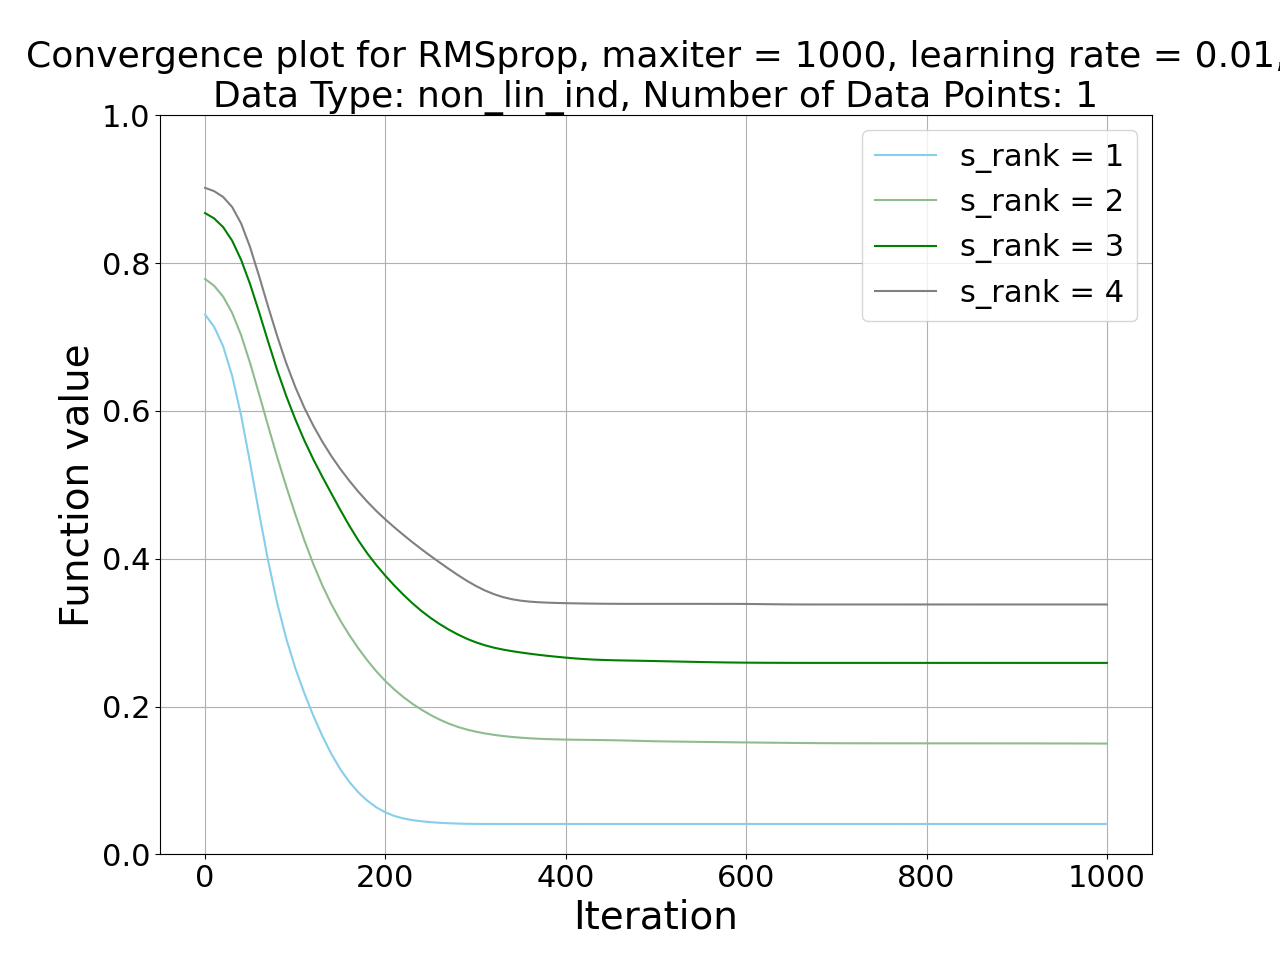 Convergence plot for RMSprop, maxiter = 1000, learning rate = 0.01,
Data Type: non_lin_ind, Number of Data Points: 1
1.0
0.8
0.6
0.4
0.2
0.0
Function value
s_rank = 1
s_rank = 2
s_rank = 3
s_rank = 4
0 200 400 600 800 1000
Iteration